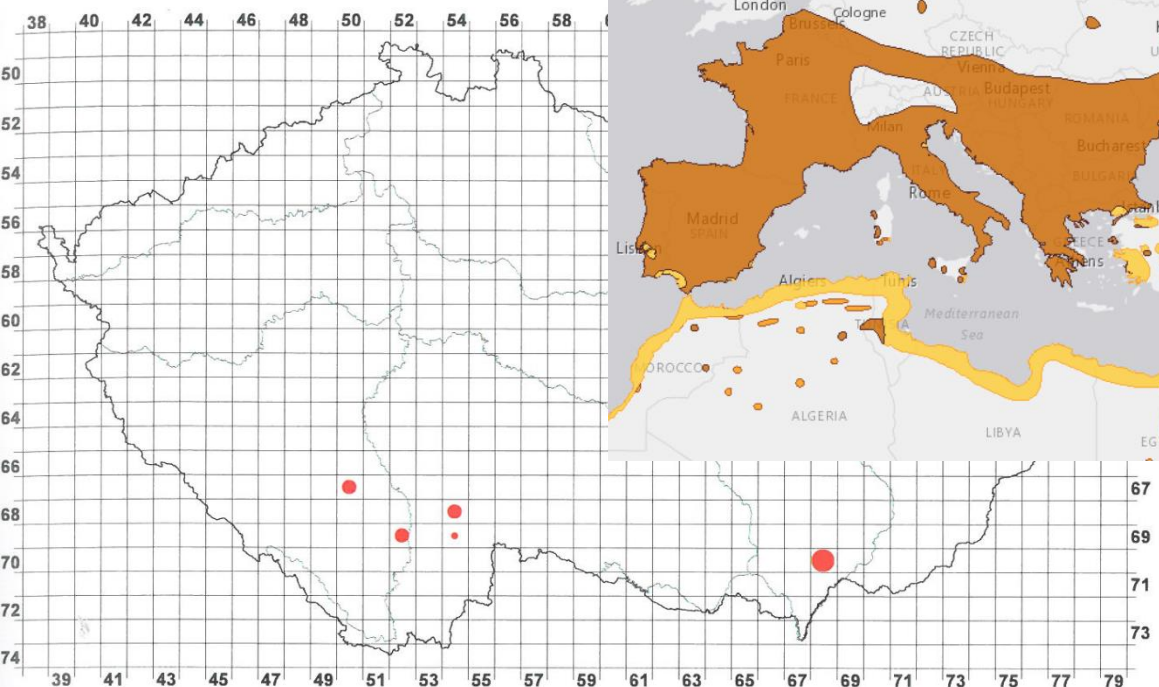 38 40 42 44 46 48 50 52 54 56 58
50
52
54
56
58
60
62
64
66
68
70
72
74
67
69
71
73
39 41 43 45 47 49 51 53 55 57 59 61 63 65 67 69 71 73 75 77 79
London
Cologne
Brussels
CZECH
REPUBLIC
Paris
Vienna
FRANCE
AUSTRIA
Budapest
HUNGARY
Milan
ROMANIA
Bucharest
ITALY
BULGARIA
Rome
Istanb
Madrid
SPAIN
Lisbon
GREECE
Athens
Algiers
Tunis
Mediterranean
Sea
TUNISIA
MOROCCO
ALGERIA
LIBYA
EG